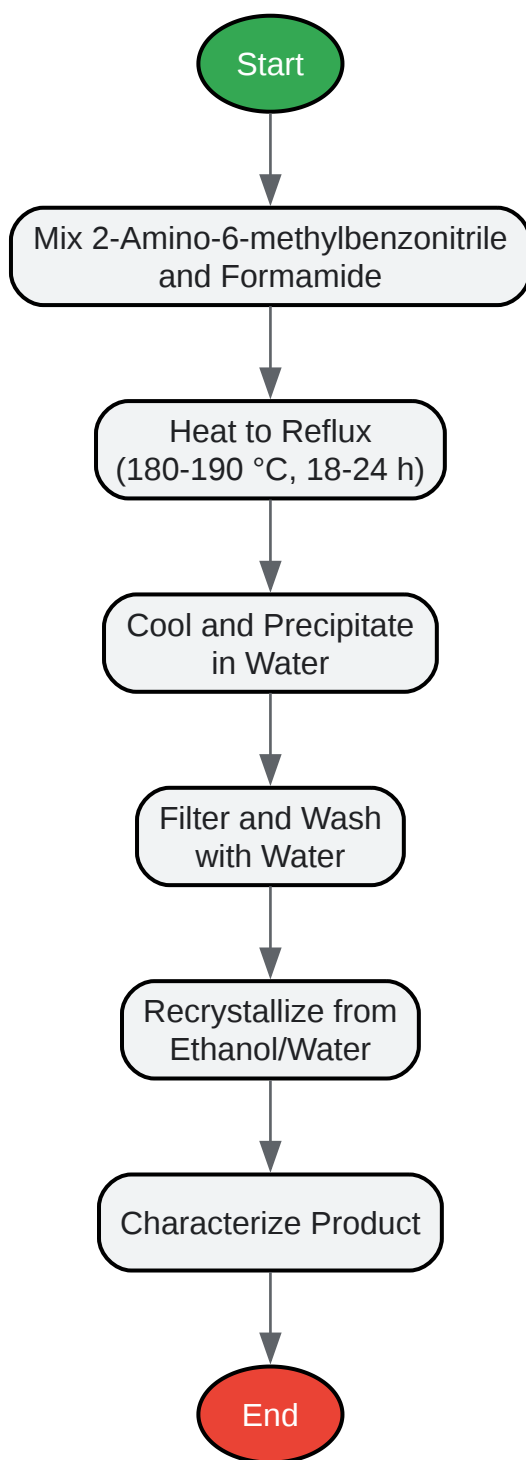 Start
Mix 2-Amino-6-methylbenzonitrile
and Formamide
Heat to Reflux
(180-190 °C, 18-24 h)
Cool and Precipitate
in Water
Filter and Wash
with Water
Recrystallize from
Ethanol/Water
Characterize Product
End